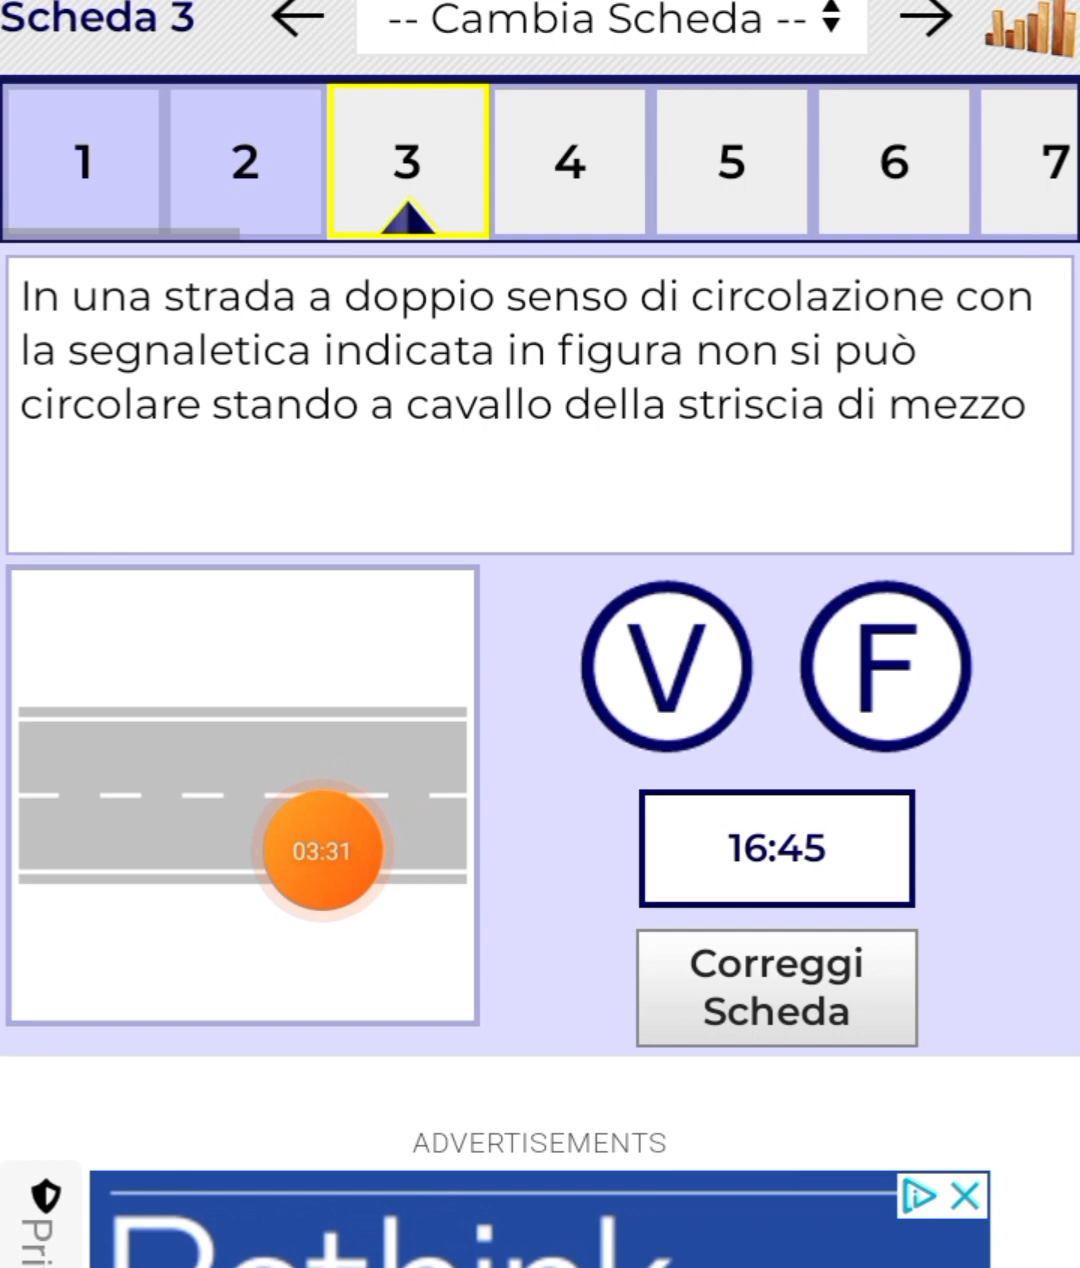 Scheda 3
-- Cambia Scheda --
1 2 3 4 5 6 7
In una strada a doppio senso di circolazione con
la segnaletica indicata in figura non si può
circolare stando a cavallo della striscia di mezzo
V F
03:31
16:45
Correggi
Scheda
ADVERTISEMENTS
Pri
Rethink